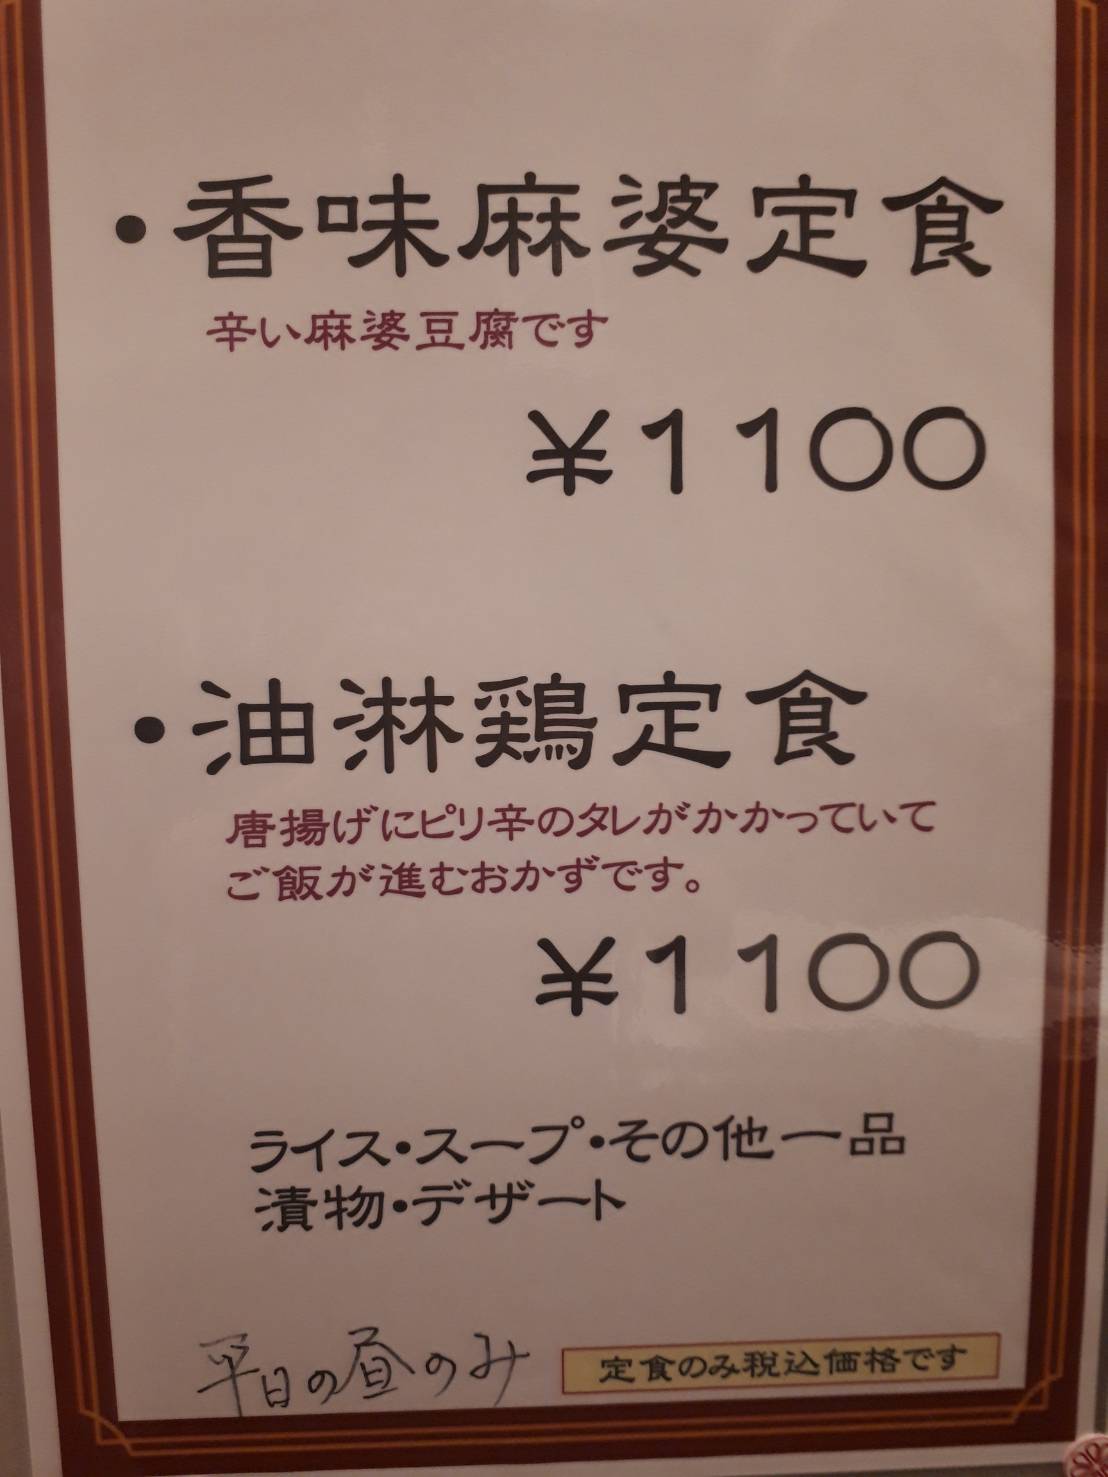 ・香味麻婆定食
辛い麻婆豆腐です
￥1100
・油淋鶏定食
唐揚げにピリ辛のタレがかかっていて
ご飯が進むおかずです。
￥1100
ライス・スープ・その他一品
漬物・デザート
平日の昼のみ
定食のみ税込価格です